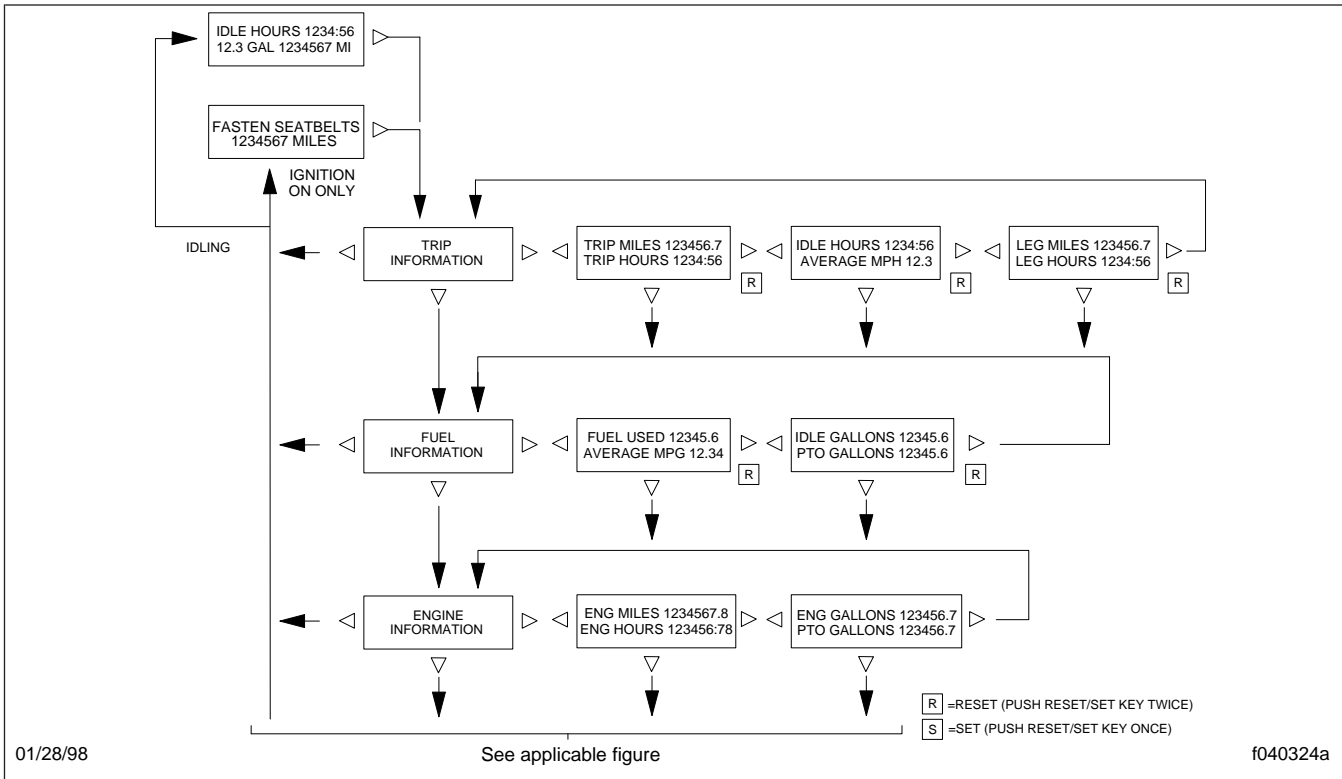 IDLE HOURS 1234:56
12.3 GAL 1234567 MI
FASTEN SEATBELTS
1234567 MILES
IGNITION
ON ONLY
IDLING
TRIP
INFORMATION
TRIP MILES 123456.7
TRIP HOURS 1234:56
R
IDLE HOURS 1234:56
AVERAGE MPH 12.3
R
LEG MILES 123456.7
LEG HOURS 1234:56
R
FUEL
INFORMATION
FUEL USED 12345.6
AVERAGE MPG 12.34
R
IDLE GALLONS 12345.6
PTO GALLONS 12345.6
R
ENGINE
INFORMATION
ENG MILES 1234567.8
ENG HOURS 123456:78
ENG GALLONS 123456.7
PTO GALLONS 123456.7
R =RESET (PUSH RESET/SET KEY TWICE)
S =SET (PUSH RESET/SET KEY ONCE)
See applicable figure
01/28/98
f040324a